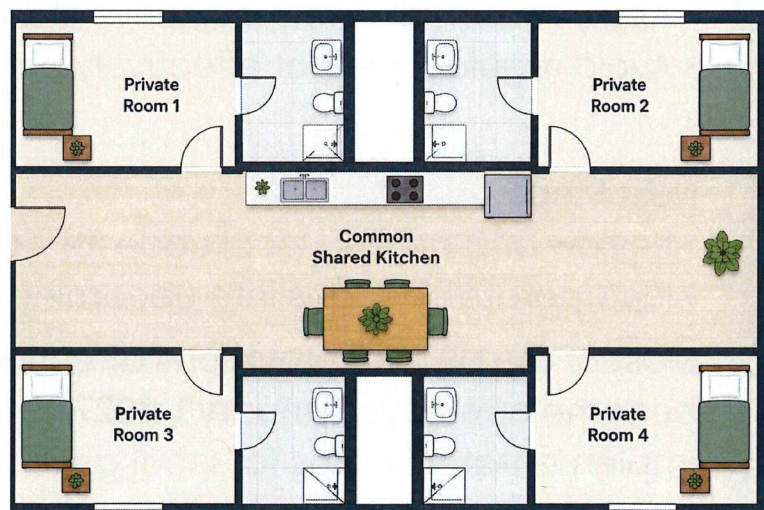 Private
Room 1
Private
Room 2
Common
Shared Kitchen
Private
Room 3
Private
Room 4